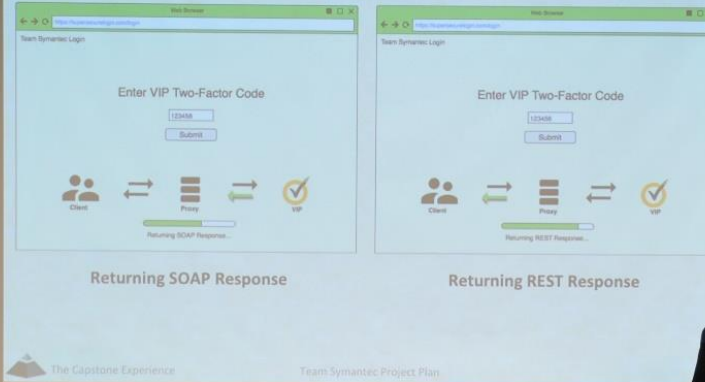 Web Browser
Team Symantec Login
Enter VIP Two-Factor Code
123456
Submit
Client
Proxy
VIP
Returning SOAP Response...
Returning SOAP Response
Web Browser
Team Symantec Login
Enter VIP Two-Factor Code
123456
Submit
Client
Proxy
VIP
Returning REST Response...
Returning REST Response
The Capstone Experience
Team Symantec Project Plan